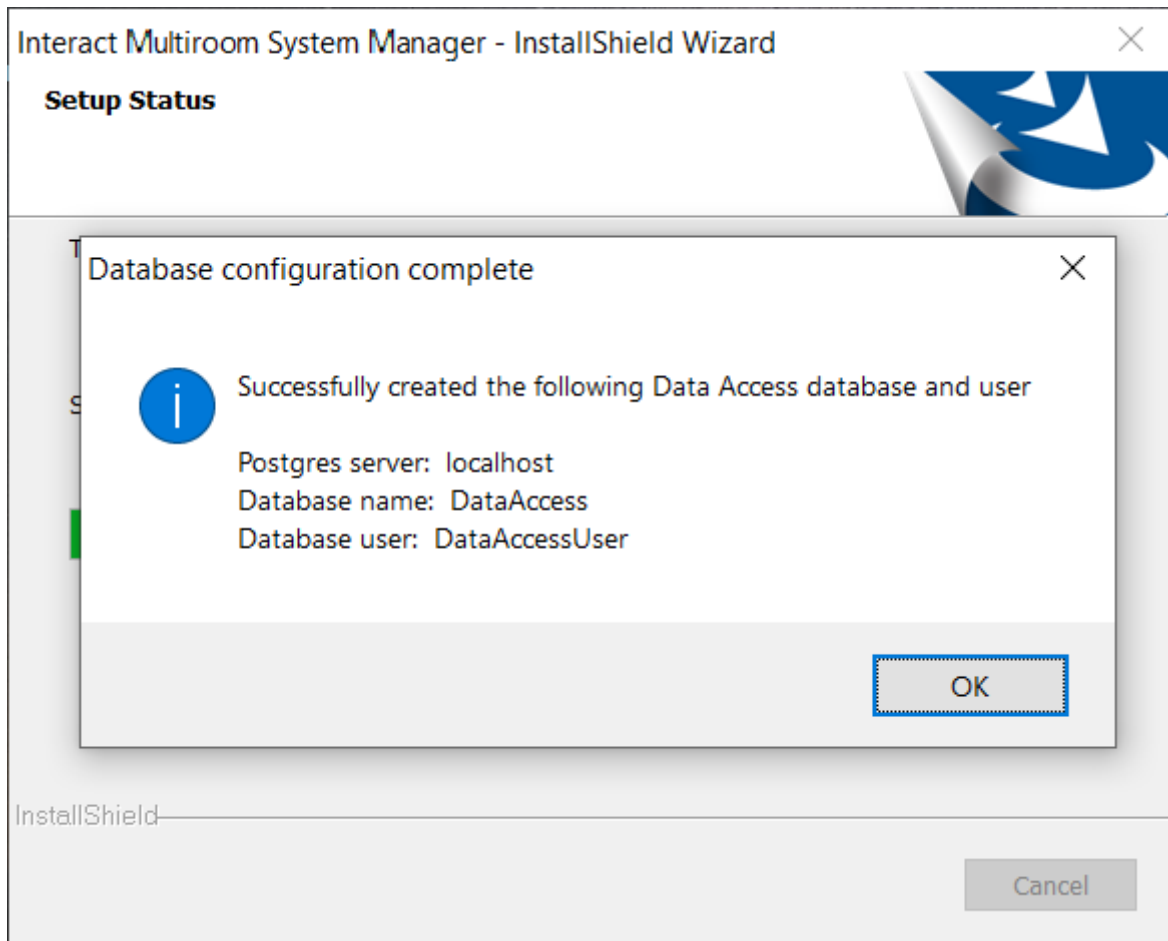 Interact Multiroom System Manager - InstallShield Wizard
Setup Status
Database configuration complete
Successfully created the following Data Access database and user
Postgres server: localhost
Database name: DataAccess
Database user: DataAccessUser
OK
InstallShield
Cancel